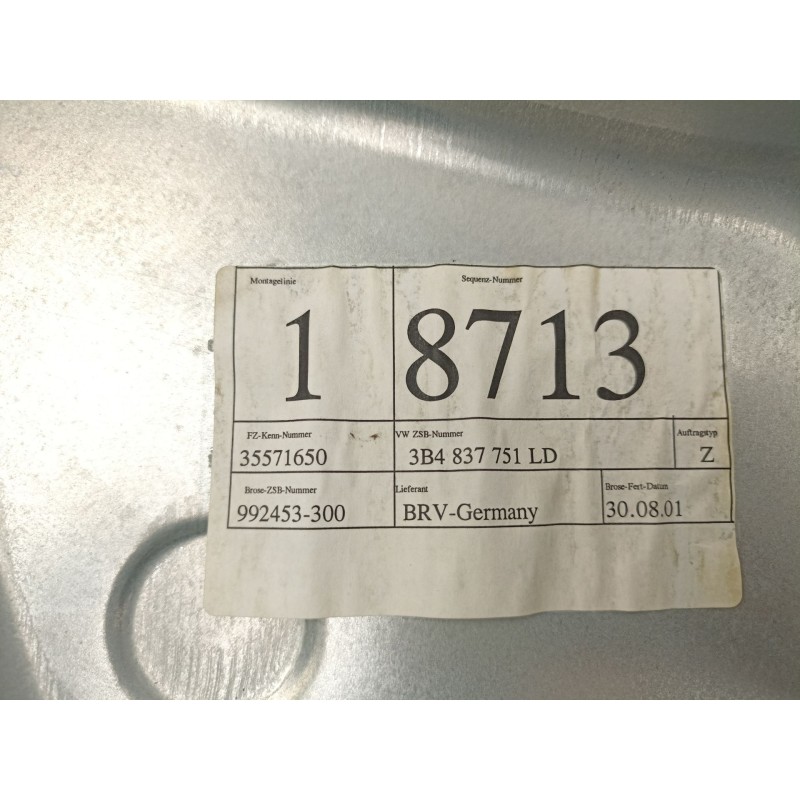 Montagelinie Sequenz-Nummer
1 8713
FZ-Kenn-Nummer VW ZSB-Nummer Auftragstyp
35571650 3B4 837 751 LD Z
Brose-ZSB-Nummer Lieferant Brose-Fert-Datum
992453-300 BRV-Germany 30.08.01